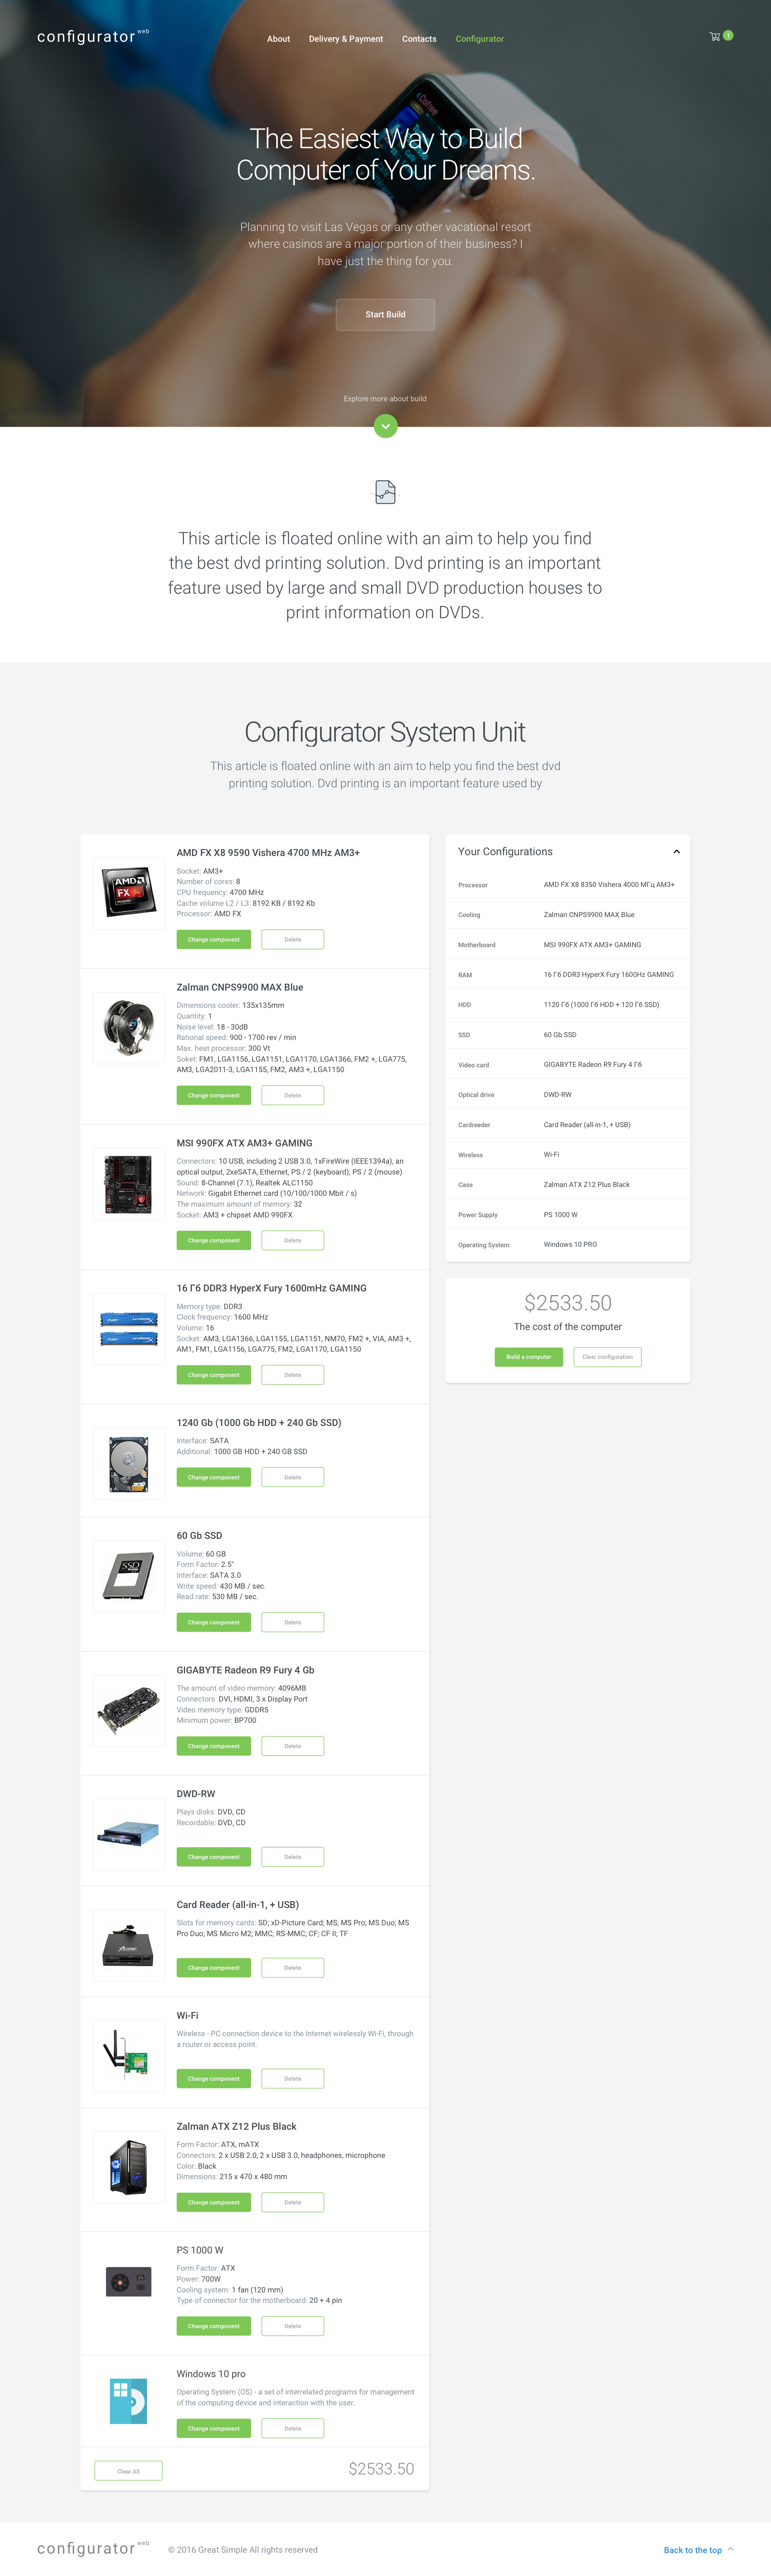 configurator web
About
Delivery & Payment
Contacts
Configurator
1
The Easiest Way to Build
Computer of Your Dreams.
Planning to visit Las Vegas or any other vacational resort
where casinos are a major portion of their business? I
have just the thing for you.
Start Build
Explore more about build
This article is floated online with an aim to help you find
the best dvd printing solution. Dvd printing is an important
feature used by large and small DVD production houses to
print information on DVDs.
Configurator System Unit
This article is floated online with an aim to help you find the best dvd
printing solution. Dvd printing is an important feature used by
AMD FX X8 9590 Vishera 4700 MHz AM3+
Socket: AM3+
Number of cores: 8
CPU frequency: 4700 MHz
Cache volume L2 / L3: 8192 KB / 8192 Kb
Processor: AMD FX
Change component
Delete
AMD
FX
Zalman CNPS9900 MAX Blue
Dimensions cooler: 135x135mm
Quantity: 1
Noise level: 18 - 30dB
Rational speed: 900 - 1700 rev / min
Max. heat processor: 300 Vt
Soket: FM1, LGA1156, LGA1151, LGA1170, LGA1366, FM2 +, LGA775,
AM3, LGA2011-3, LGA1155, FM2, AM3 +, LGA1150
Change component
Delete
MSI 990FX ATX AM3+ GAMING
Connectors: 10 USB, including 2 USB 3.0, 1xFireWire (IEEE1394a), an
optical output, 2xeSATA, Ethernet, PS / 2 (keyboard), PS / 2 (mouse)
Sound: 8-Channel (7.1), Realtek ALC1150
Network: Gigabit Ethernet card (10/100/1000 Mbit / s)
The maximum amount of memory: 32
Socket: AM3 + chipset AMD 990FX
Change component
Delete
16 Гб DDR3 HyperX Fury 1600mHz GAMING
Memory type: DDR3
Clock frequency: 1600 MHz
Volume: 16
Socket: AM3, LGA1366, LGA1155, LGA1151, NM70, FM2 +, VIA, AM3 +,
AM1, FM1, LGA1156, LGA775, FM2, LGA1170, LGA1150
Change component
Delete
1240 Gb (1000 Gb HDD + 240 Gb SSD)
Interface: SATA
Additional: 1000 GB HDD + 240 GB SSD
Change component
Delete
60 Gb SSD
Volume: 60 GB
Form Factor: 2.5"
Interface: SATA 3.0
Write speed: 430 MB / sec.
Read rate: 530 MB / sec.
Change component
Delete
SSD
GIGABYTE Radeon R9 Fury 4 Gb
The amount of video memory: 4096MB
Connectors: DVI, HDMI, 3 x Display Port
Video memory type: GDDR5
Minimum power: BP700
Change component
Delete
DWD-RW
Plays disks: DVD, CD
Recordable: DVD, CD
Change component
Delete
Card Reader (all-in-1, + USB)
Slots for memory cards: SD; xD-Picture Card; MS; MS Pro; MS Duo; MS
Pro Duo; MS Micro M2; MMC; RS-MMC; CF; CF II; TF
Change component
Delete
Wi-Fi
Wireless - PC connection device to the Internet wirelessly Wi-Fi, through
a router or access point.
Change component
Delete
Zalman ATX Z12 Plus Black
Form Factor: ATX, mATX
Connectors: 2 x USB 2.0, 2 x USB 3.0, headphones, microphone
Color: Black
Dimensions: 215 x 470 x 480 mm
Change component
Delete
PS 1000 W
Form Factor: ATX
Power: 700W
Cooling system: 1 fan (120 mm)
Type of connector for the motherboard: 20 + 4 pin
Change component
Delete
Windows 10 pro
Operating System (OS) - a set of interrelated programs for management
of the computing device and interaction with the user.
Change component
Delete
Clear All
$2533.50
Your Configurations
Processor AMD FX X8 8350 Vishera 4000 МГц AM3+
Cooling Zalman CNPS9900 MAX Blue
Motherboard MSI 990FX ATX AM3+ GAMING
RAM 16 Гб DDR3 HyperX Fury 1600Hz GAMING
HDD 1120 Гб (1000 Гб HDD + 120 Гб SSD)
SSD 60 Gb SSD
Video card GIGABYTE Radeon R9 Fury 4 Гб
Optical drive DWD-RW
Cardreeder Card Reader (all-in-1, + USB)
Wireless Wi-Fi
Case Zalman ATX Z12 Plus Black
Power Supply PS 1000 W
Operating System Windows 10 PRO
$2533.50
The cost of the computer
Build a computer
Clear configuration
configurator web
© 2016 Great Simple All rights reserved
Back to the top